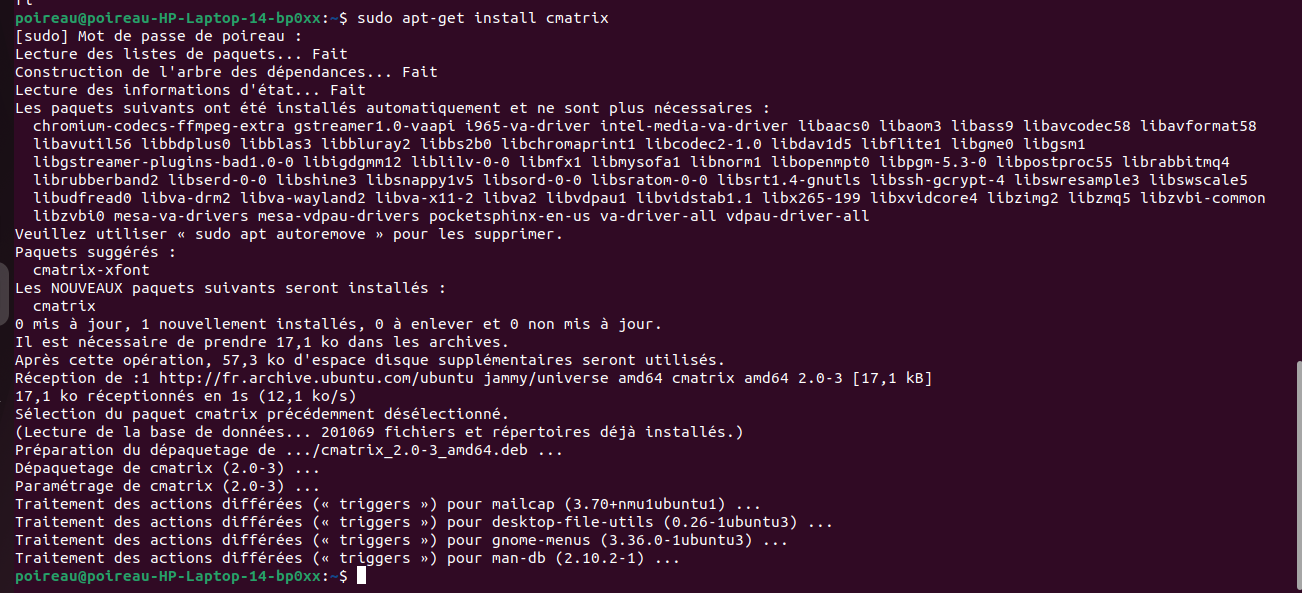 poireau@poireau-HP-Laptop-14-bp0xx:~$ sudo apt-get install cmatrix
[sudo] Mot de passe de poireau :
Lecture des listes de paquets... Fait
Construction de l'arbre des dépendances... Fait
Lecture des informations d'état... Fait
Les paquets suivants ont été installés automatiquement et ne sont plus nécessaires :
  chromium-codecs-ffmpeg-extra gstreamer1.0-vaapi i965-va-driver intel-media-va-driver libaacs0 libaom3 libass9 libavcodec58 libavformat58
  libavutil56 libbdplus0 libblas3 libbluray2 libbs2b0 libchromaprint1 libcodec2-1.0 libdav1d5 libflite1 libgme0 libgsm1
  libgstreamer-plugins-bad1.0-0 libigdgmm12 liblilv-0-0 libmfx1 libmysofa1 libnorm1 libopenmpt0 libpgm-5.3-0 libpostproc55 librabbitmq4
  librubberband2 libserd-0-0 libshine3 libsnappy1v5 libsord-0-0 libsratom-0-0 libsrt1.4-gnutls libssh-gcrypt-4 libswresample3 libswscale5
  libudfread0 libva-drm2 libva-wayland2 libva-x11-2 libva2 libvdpau1 libvidstab1.1 libx265-199 libxvidcore4 libzimg2 libzmq5 libzvbi-common
  libzvbi0 mesa-va-drivers mesa-vdpau-drivers pocketsphinx-en-us va-driver-all vdpau-driver-all
Veuillez utiliser « sudo apt autoremove » pour les supprimer.
Paquets suggérés :
  cmatrix-xfont
Les NOUVEAUX paquets suivants seront installés :
  cmatrix
0 mis à jour, 1 nouvellement installés, 0 à enlever et 0 non mis à jour.
Il est nécessaire de prendre 17,1 ko dans les archives.
Après cette opération, 57,3 ko d'espace disque supplémentaires seront utilisés.
Réception de :1 http://fr.archive.ubuntu.com/ubuntu jammy/universe amd64 cmatrix amd64 2.0-3 [17,1 kB]
17,1 ko réceptionnés en 1s (12,1 ko/s)
Sélection du paquet cmatrix précédemment désélectionné.
(Lecture de la base de données... 201069 fichiers et répertoires déjà installés.)
Préparation du dépaquetage de .../cmatrix_2.0-3_amd64.deb ...
Dépaquetage de cmatrix (2.0-3) ...
Paramétrage de cmatrix (2.0-3) ...
Traitement des actions différées (« triggers ») pour mailcap (3.70+nmu1ubuntu1) ...
Traitement des actions différées (« triggers ») pour desktop-file-utils (0.26-1ubuntu3) ...
Traitement des actions différées (« triggers ») pour gnome-menus (3.36.0-1ubuntu3) ...
Traitement des actions différées (« triggers ») pour man-db (2.10.2-1) ...
poireau@poireau-HP-Laptop-14-bp0xx:~$